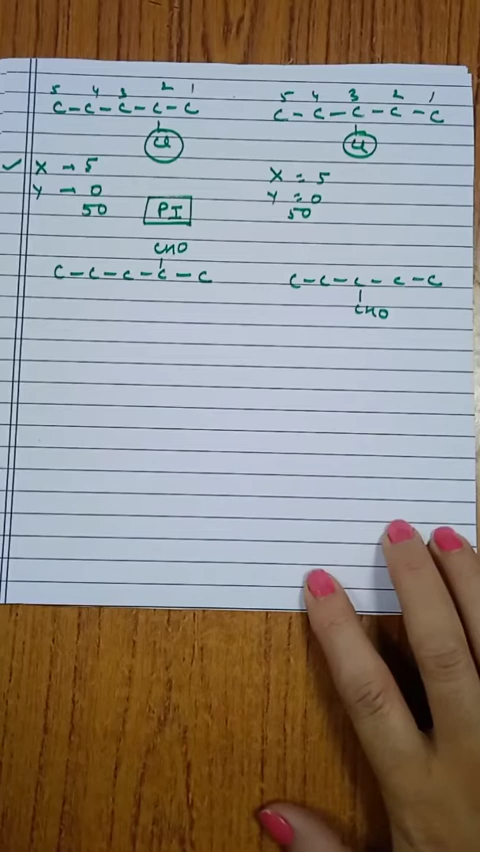 5 4 3 2 1
C-C-C-C-C
Cl
X → 5
Y → 0
50
PI
CHO
C-C-C-C-C
5 4 3 2 1
C-C-C-C-C
Cl
X = 5
Y = 0
50
C-C-C-C-C
CHO